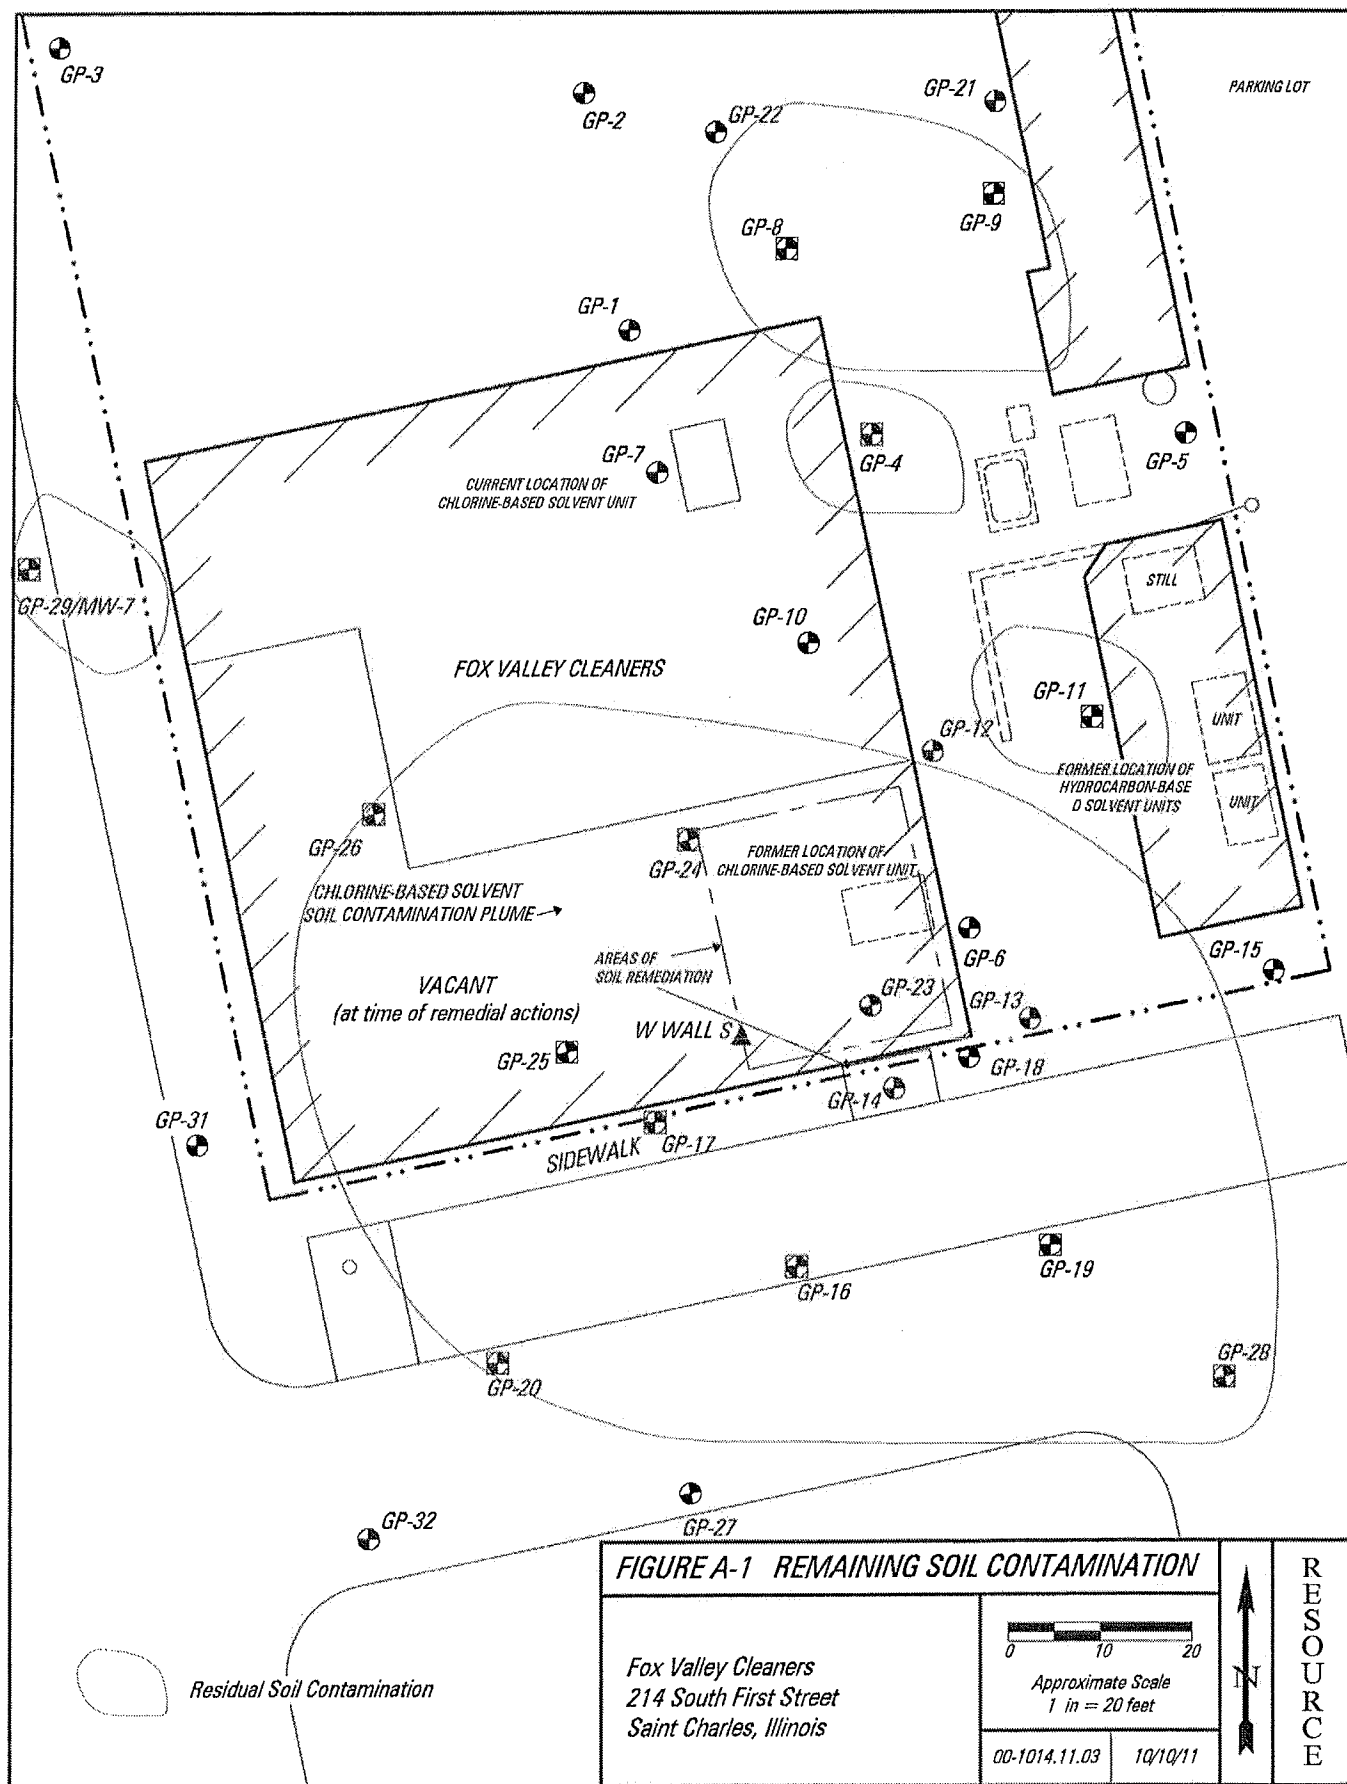 GP-3
GP-2
GP-22
GP-21
PARKING LOT
GP-8
GP-9
GP-1
GP-7
CURRENT LOCATION OF
CHLORINE-BASED SOLVENT UNIT
GP-4
GP-5
GP-29/MW-7
STILL
GP-10
FOX VALLEY CLEANERS
GP-11
UNIT
GP-12
FORMER LOCATION OF
HYDROCARBON-BASE
D SOLVENT UNITS
UNIT
GP-26
GP-24
FORMER LOCATION OF
CHLORINE-BASED SOLVENT UNIT
CHLORINE-BASED SOLVENT
SOIL CONTAMINATION PLUME
AREAS OF
SOIL REMEDIATION
GP-6
GP-15
VACANT
(at time of remedial actions)
GP-23
GP-13
W WALL S
GP-25
GP-18
GP-14
GP-31
SIDEWALK
GP-17
GP-16
GP-19
GP-20
GP-28
GP-32
GP-27
FIGURE A-1 REMAINING SOIL CONTAMINATION
Fox Valley Cleaners
214 South First Street
Saint Charles, Illinois
0 10 20
Approximate Scale
1 in = 20 feet
00-1014.11.03
10/10/11
N
RESOURCE
Residual Soil Contamination